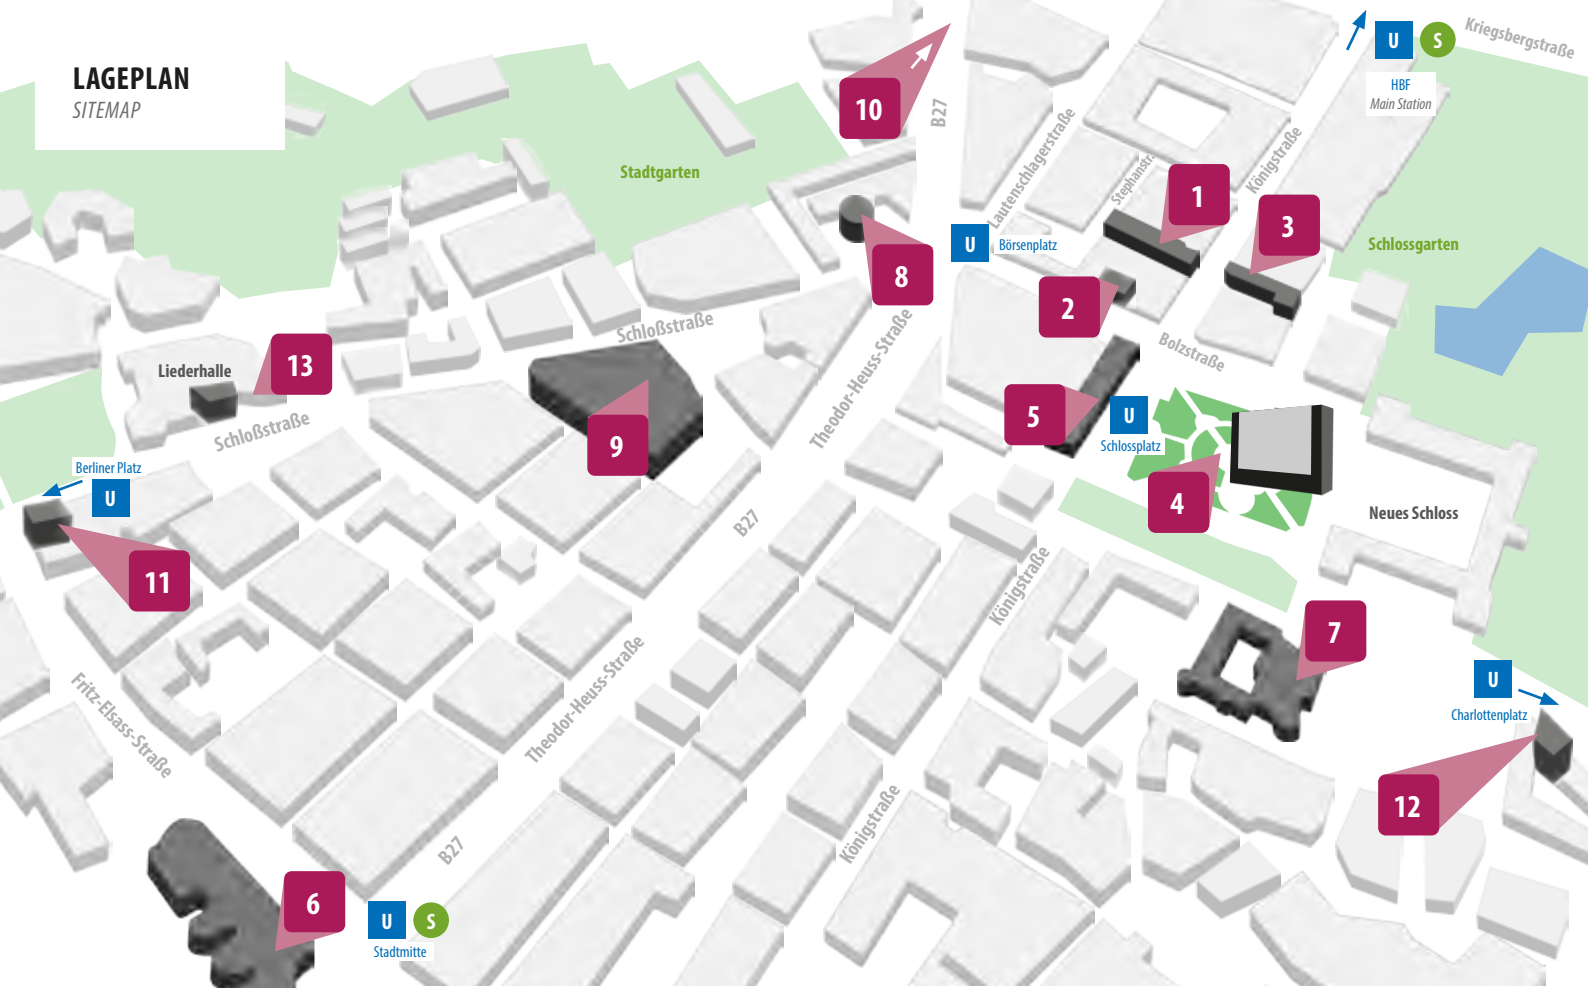 LAGEPLAN
SITEMAP
U
S
Kriegsbergstraße
HBF
Main Station
10
B27
Lautenschlagerstraße
Stephanstr.
Königstraße
Stadtgarten
1
3
U
Börsenplatz
Schlossgarten
8
2
Schloßstraße
Theodor-Heuss-Straße
Bolzstraße
Liederhalle
13
Schloßstraße
9
5
U
Schlossplatz
4
Neues Schloss
Berliner Platz
U
11
B27
Königstraße
7
U
Charlottenplatz
Fritz-Elsass-Straße
Theodor-Heuss-Straße
12
Königstraße
B27
6
U
S
Stadtmitte